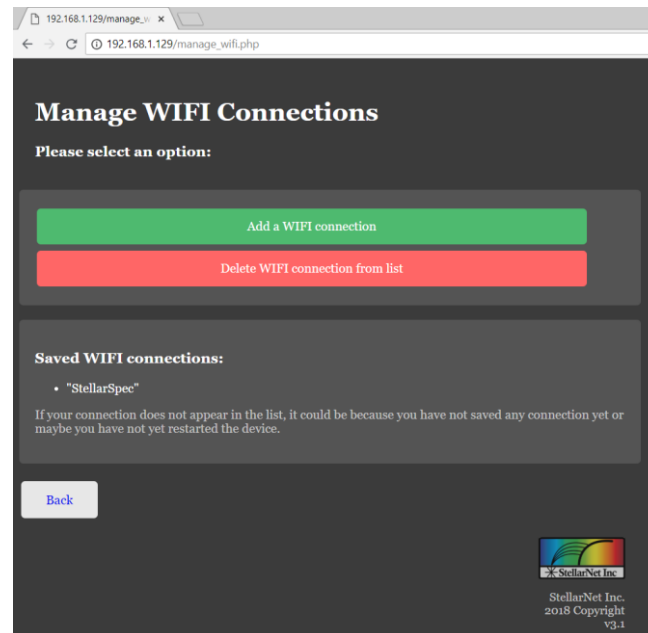 192.168.1.129/manage_w
192.168.1.129/manage_wifi.php
Manage WIFI Connections
Please select an option:
Add a WIFI connection
Delete WIFI connection from list
Saved WIFI connections:
• "StellarSpec"
If your connection does not appear in the list, it could be because you have not saved any connection yet or
maybe you have not yet restarted the device.
Back
StellarNet Inc
StellarNet Inc.
2018 Copyright
v3.1